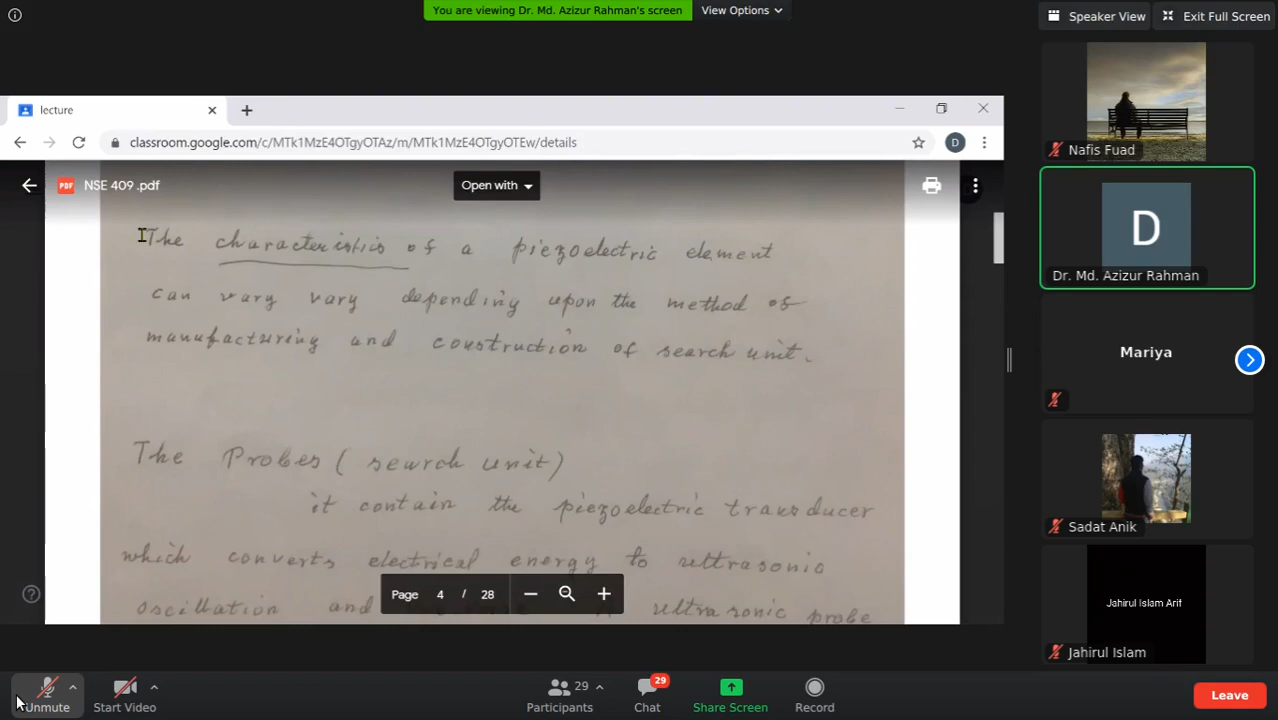 You are viewing Dr. Md. Azizur Rahman's screen
View Options
Speaker View
Exit Full Screen
lecture
classroom.google.com/c/MTk1MzE4OTgyOTAz/m/MTk1MzE4OTgyOTEw/details
D
NSE 409 .pdf
Open with
The characteristics of a piezoelectric element
can vary vary depending upon the method of
manufacturing and construction of search unit.
The Probes ( search unit)
it contain the piezoelectric transducer
which converts electrical energy to ultrasonic
oscillation and
ultrasonic probe
Page 4 / 28
Nafis Fuad
D
Dr. Md. Azizur Rahman
Mariya
Sadat Anik
Jahirul Islam Arif
Jahirul Islam
Unmute
Start Video
29
Participants
29
Chat
Share Screen
Record
Leave